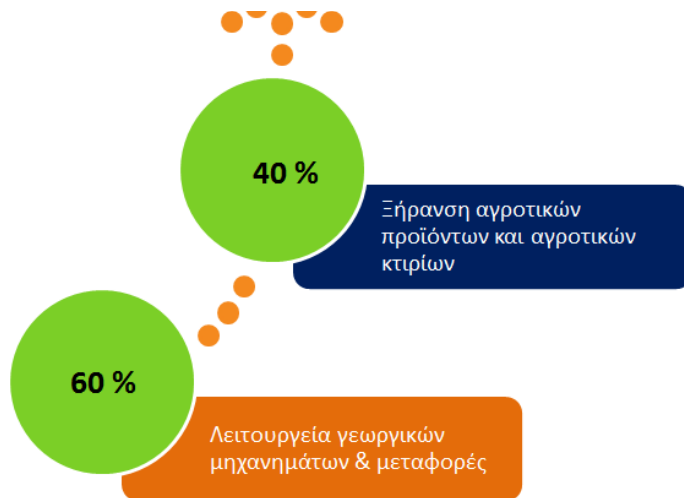 40 %
Ξήρανση αγροτικών
προϊόντων και αγροτικών
κτιρίων
60 %
Λειτουργεία γεωργικών
μηχανημάτων & μεταφορές